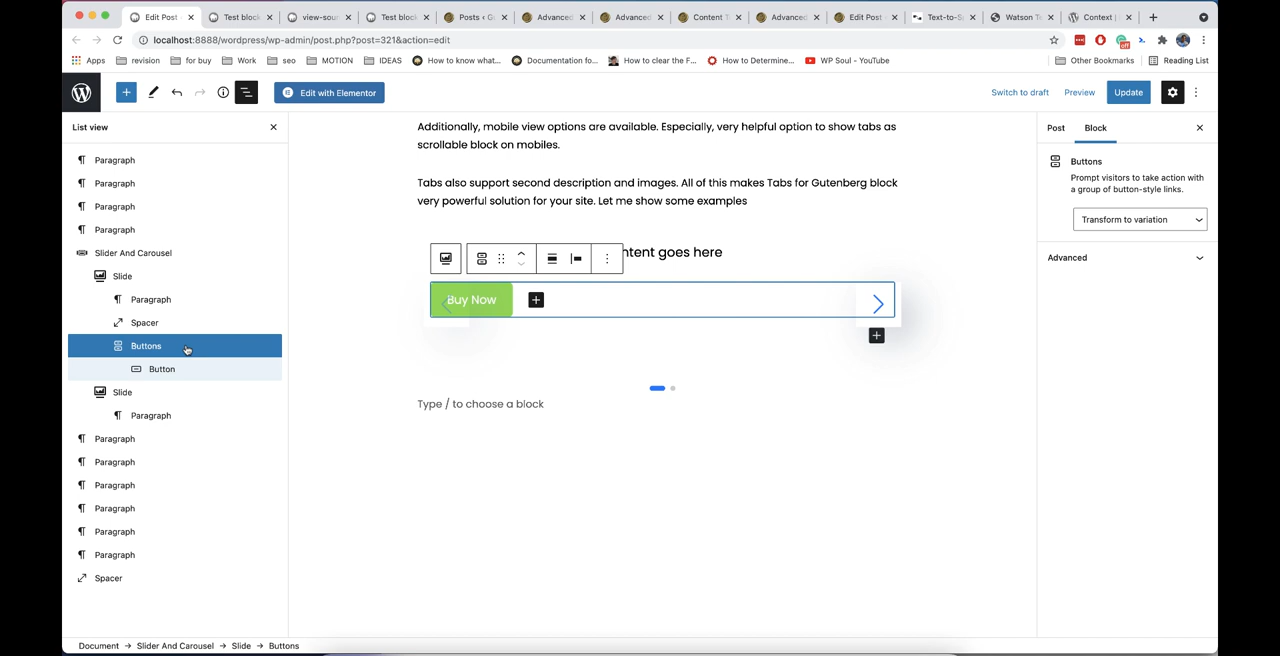 Edit Post
Test block
view-sour
Test block
Posts ‹ G
Advanced
Advanced
Content T
Advanced
Edit Post
Text-to-S
Watson Te
Context |
localhost:8888/wordpress/wp-admin/post.php?post=321&action=edit
off
Apps
revision
for buy
Work
seo
MOTION
IDEAS
How to know what...
Documentation fo...
How to clear the F...
How to Determine...
WP Soul - YouTube
Other Bookmarks
Reading List
Edit with Elementor
Switch to draft
Preview
Update
List view
Paragraph
Paragraph
Paragraph
Paragraph
Slider And Carousel
Slide
Paragraph
Spacer
Buttons
Button
Slide
Paragraph
Paragraph
Paragraph
Paragraph
Paragraph
Paragraph
Paragraph
Spacer
Additionally, mobile view options are available. Especially, very helpful option to show tabs as
scrollable block on mobiles.
Tabs also support second description and images. All of this makes Tabs for Gutenberg block
very powerful solution for your site. Let me show some examples
ntent goes here
Buy Now
Type / to choose a block
Post
Block
Buttons
Prompt visitors to take action with
a group of button-style links.
Transform to variation
Advanced
Document → Slider And Carousel → Slide → Buttons